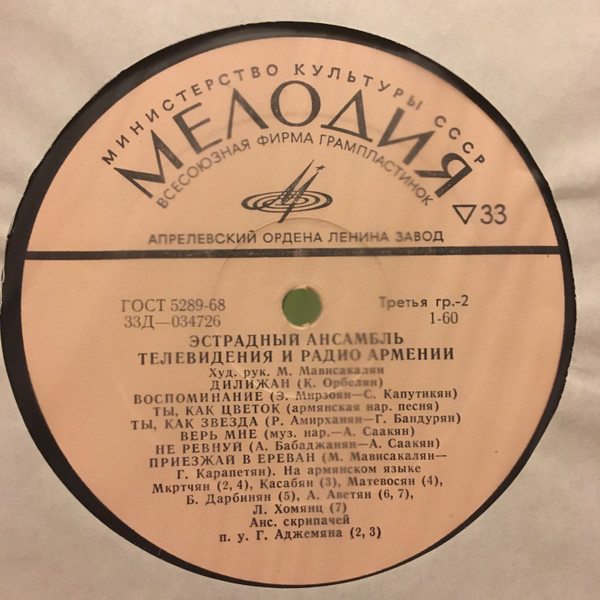 МИНИСТЕРСТВО КУЛЬТУРЫ СССР
МЕЛОДИЯ
ВСЕСОЮЗНАЯ ФИРМА ГРАМПЛАСТИНОК
▽33
АПРЕЛЕВСКИЙ ОРДЕНА ЛЕНИНА ЗАВОД
ГОСТ 5289-68
Третья гр.-2
33Д—034726
1-60
ЭСТРАДНЫЙ АНСАМБЛЬ
ТЕЛЕВИДЕНИЯ И РАДИО АРМЕНИИ
Худ. рук. М. Мависакалян
ДИЛИЖАН (К. Орбелян)
ВОСПОМИНАНИЕ (Э. Мирзоян—С. Капутикян)
ТЫ, КАК ЦВЕТОК (армянская нар. песня)
ТЫ, КАК ЗВЕЗДА (Р. Амирханян—Г. Бандурян)
ВЕРЬ МНЕ (муз. нар.—А. Саакян)
НЕ РЕВНУЙ (А. Бабаджанян—А. Саакян)
ПРИЕЗЖАЙ В ЕРЕВАН (М. Мависакалян—
Г. Карапетян). На армянском языке
Мкртчян (2, 4), Касабян (3), Матевосян (4),
Б. Дарбинян (5), А. Аветян (6, 7),
Л. Хомянц (7)
Анс. скрипачей
п. у. Г. Аджемяна (2, 3)